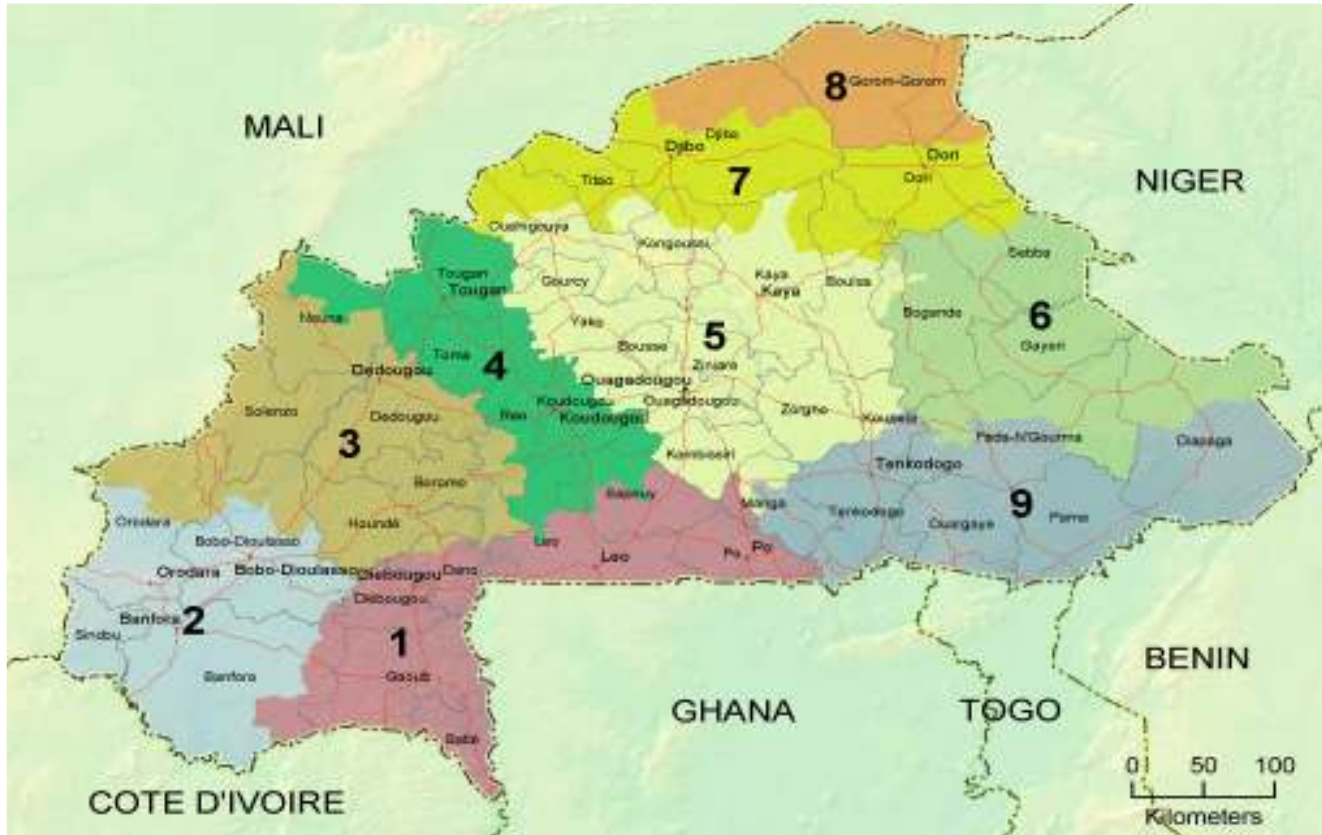 8
Gorom-Gorom
MALI
Djibo
Djibo
Dori
7
Titao
Dori
NIGER
Ouahigouya
Kongoussi
Sebba
Tougan
Tougan
Gourcy
Kaya
Kaya
Boulsa
Nouna
Yako
5
Bogande
6
Toma
4
Bousse
Ziniare
Gayeri
Dedougou
Ouagadougou
Solenzo
Dedougou
Reo
Koudougou
Koudougou
Ouagadougou
Zorgho
Koupela
3
Fada-N'Gourma
Diapaga
Kombissiri
Tenkodogo
Boromo
Sapouy
Manga
Orodara
Hounde
Tenkodogo
Ouargaye
9
Pama
Bobo-Dioulasso
Leo
Leo
Po
Po
Orodara
Bobo-Dioulasso
Diebougou
Dano
Diebougou
Banfora
2
Sindou
1
Banfora
Gaoua
BENIN
GHANA
TOGO
Batié
COTE D'IVOIRE
0 50 100
Kilometers